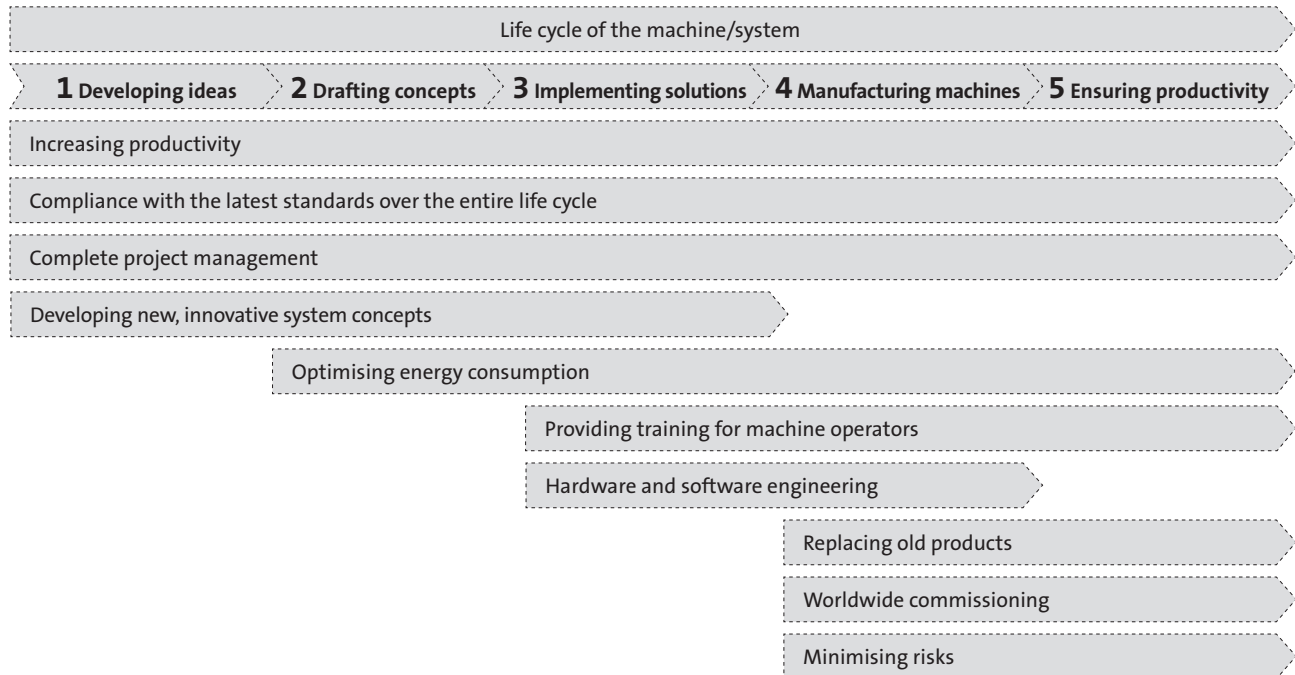 Life cycle of the machine/system
1 Developing ideas 2 Drafting concepts 3 Implementing solutions 4 Manufacturing machines 5 Ensuring productivity
Increasing productivity
Compliance with the latest standards over the entire life cycle
Complete project management
Developing new, innovative system concepts
Optimising energy consumption
Providing training for machine operators
Hardware and software engineering
Replacing old products
Worldwide commissioning
Minimising risks